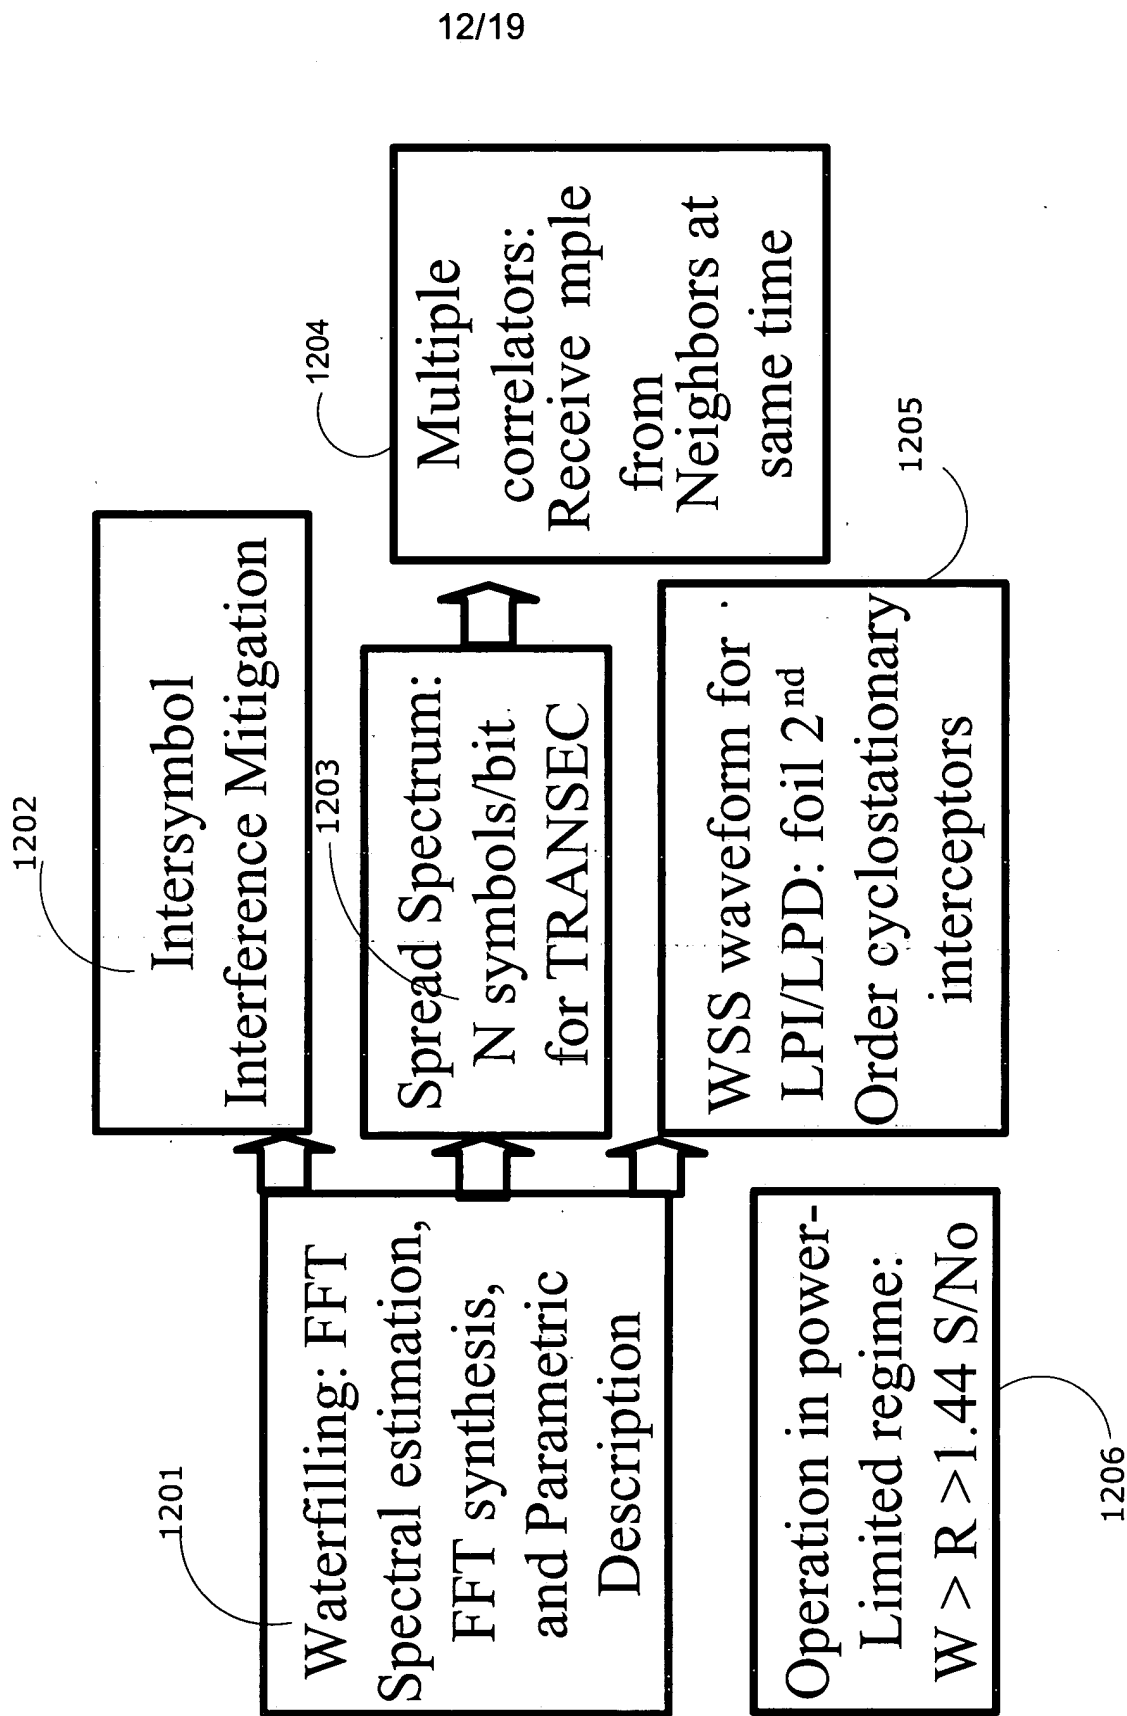 12/19
1201
Waterfilling: FFT
Spectral estimation,
FFT synthesis,
and Parametric
Description
1202
Intersymbol
Interference Mitigation
1203
Spread Spectrum:
N symbols/bit
for TRANSEC
1204
Multiple
correlators:
Receive mple
from
Neighbors at
same time
1205
WSS waveform for
LPI/LPD: foil 2nd
Order cyclostationary
interceptors
Operation in power-
Limited regime:
W > R >1.44 S/No
1206